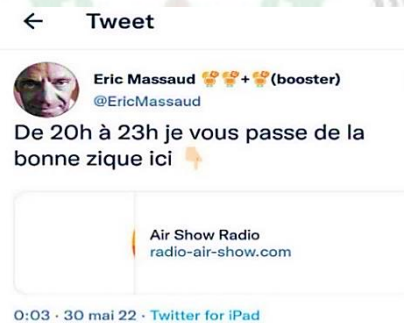 ← Tweet
Eric Massaud + (booster)
@EricMassaud
De 20h à 23h je vous passe de la
bonne zique ici
Air Show Radio
radio-air-show.com
0:03 · 30 mai 22 · Twitter for iPad